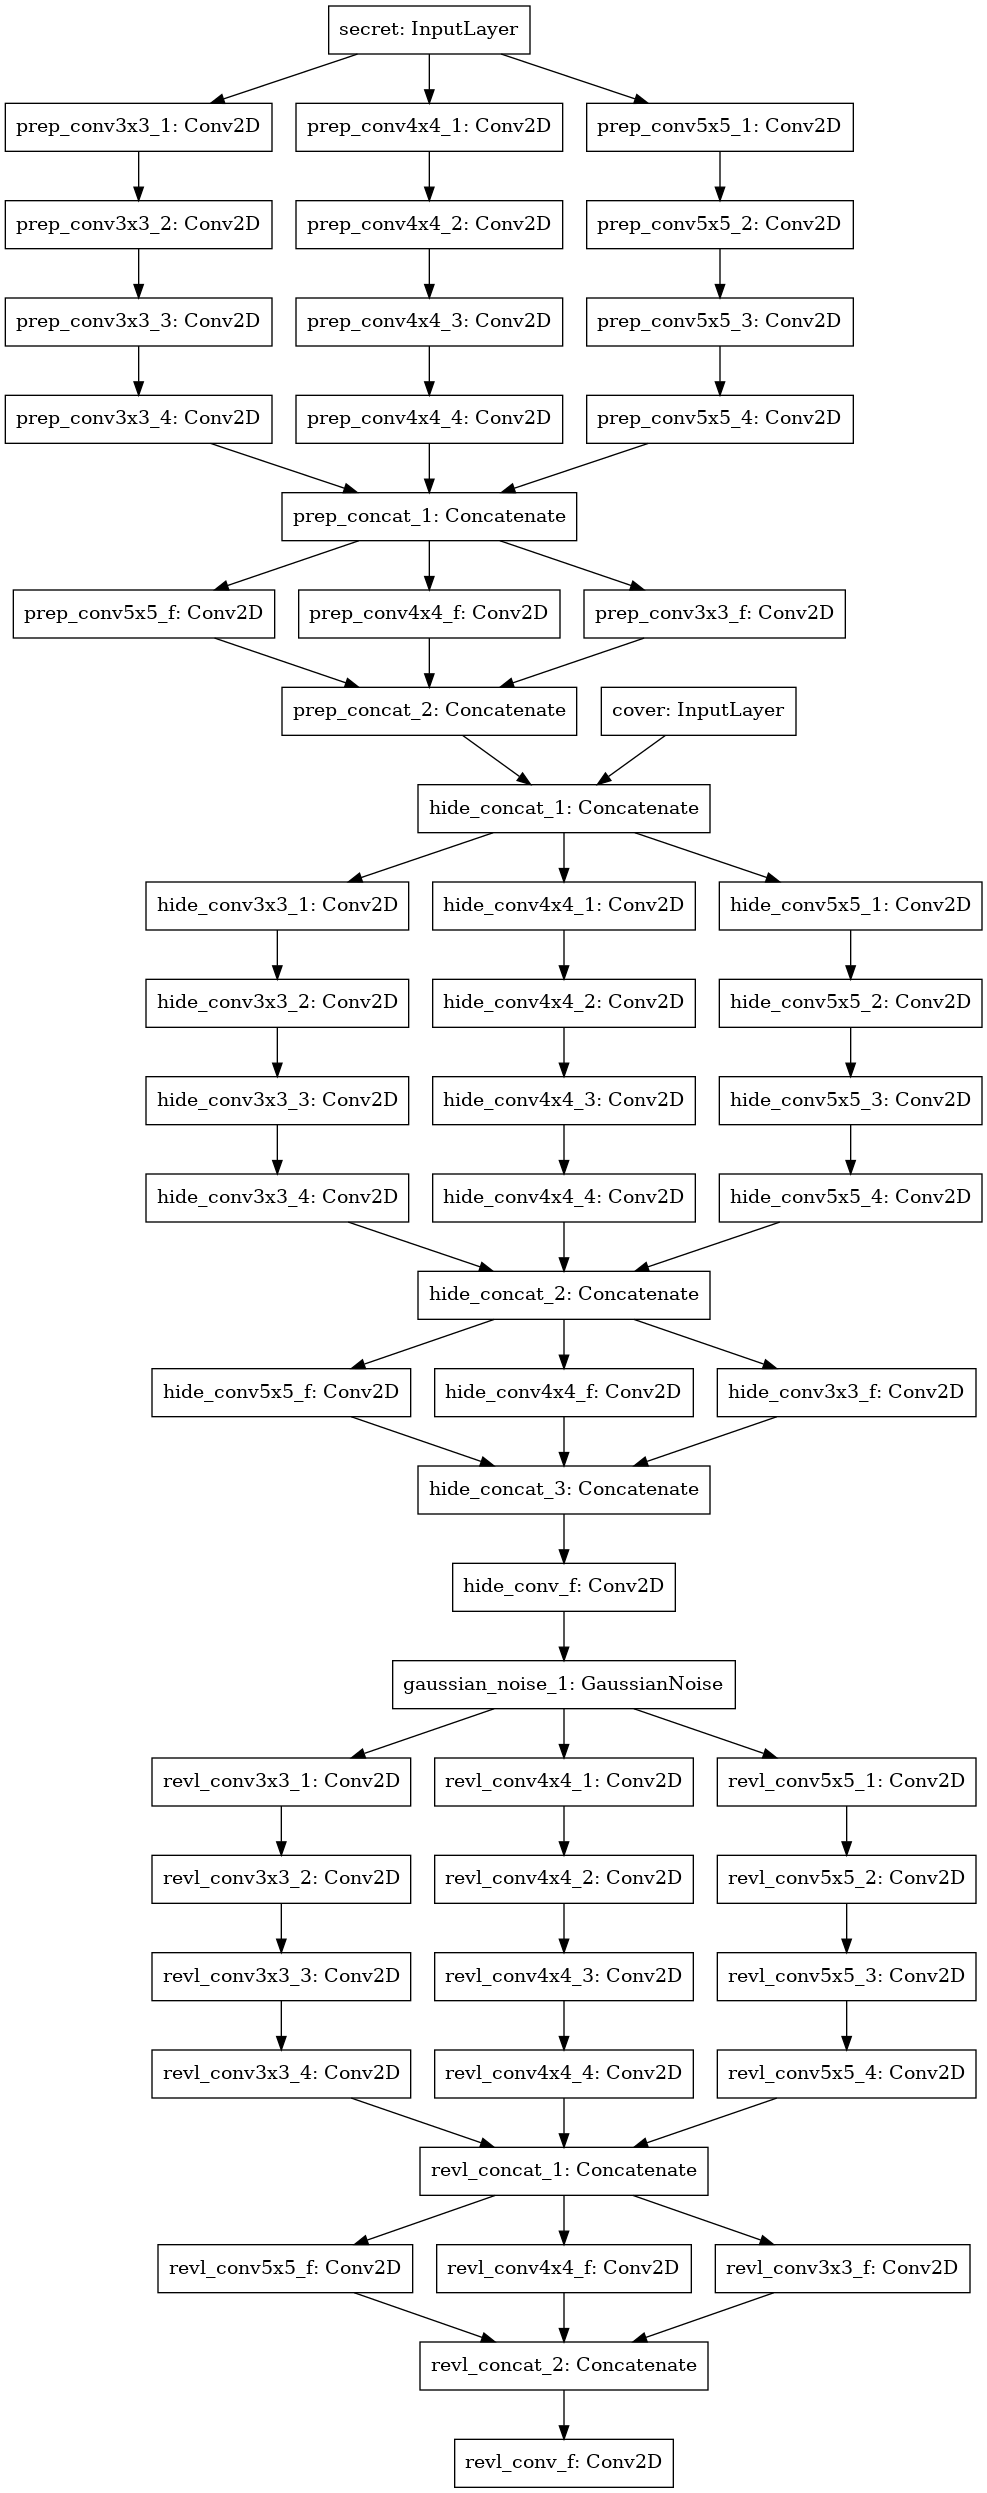 secret: InputLayer
prep_conv3x3_1: Conv2D
prep_conv4x4_1: Conv2D
prep_conv5x5_1: Conv2D
prep_conv3x3_2: Conv2D
prep_conv4x4_2: Conv2D
prep_conv5x5_2: Conv2D
prep_conv3x3_3: Conv2D
prep_conv4x4_3: Conv2D
prep_conv5x5_3: Conv2D
prep_conv3x3_4: Conv2D
prep_conv4x4_4: Conv2D
prep_conv5x5_4: Conv2D
prep_concat_1: Concatenate
prep_conv5x5_f: Conv2D
prep_conv4x4_f: Conv2D
prep_conv3x3_f: Conv2D
prep_concat_2: Concatenate
cover: InputLayer
hide_concat_1: Concatenate
hide_conv3x3_1: Conv2D
hide_conv4x4_1: Conv2D
hide_conv5x5_1: Conv2D
hide_conv3x3_2: Conv2D
hide_conv4x4_2: Conv2D
hide_conv5x5_2: Conv2D
hide_conv3x3_3: Conv2D
hide_conv4x4_3: Conv2D
hide_conv5x5_3: Conv2D
hide_conv3x3_4: Conv2D
hide_conv4x4_4: Conv2D
hide_conv5x5_4: Conv2D
hide_concat_2: Concatenate
hide_conv5x5_f: Conv2D
hide_conv4x4_f: Conv2D
hide_conv3x3_f: Conv2D
hide_concat_3: Concatenate
hide_conv_f: Conv2D
gaussian_noise_1: GaussianNoise
revl_conv3x3_1: Conv2D
revl_conv4x4_1: Conv2D
revl_conv5x5_1: Conv2D
revl_conv3x3_2: Conv2D
revl_conv4x4_2: Conv2D
revl_conv5x5_2: Conv2D
revl_conv3x3_3: Conv2D
revl_conv4x4_3: Conv2D
revl_conv5x5_3: Conv2D
revl_conv3x3_4: Conv2D
revl_conv4x4_4: Conv2D
revl_conv5x5_4: Conv2D
revl_concat_1: Concatenate
revl_conv5x5_f: Conv2D
revl_conv4x4_f: Conv2D
revl_conv3x3_f: Conv2D
revl_concat_2: Concatenate
revl_conv_f: Conv2D